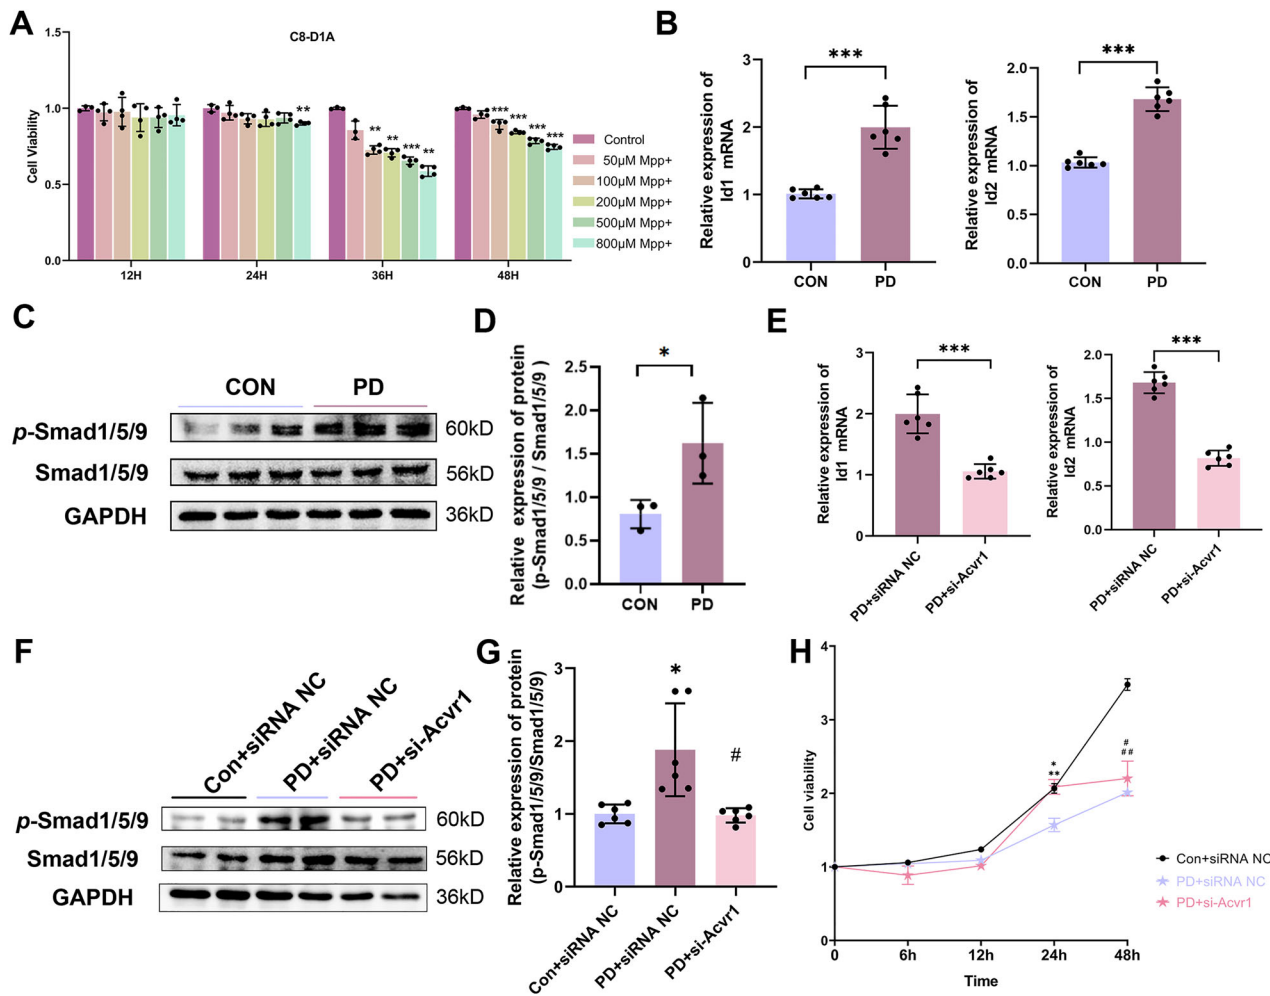 A
C8-D1A
Cell Viability
1.5
1.0
0.5
0.0
**
**
**
***
**
***
***
***
***
12H
24H
36H
48H
Control
50μM Mpp+
100μM Mpp+
200μM Mpp+
500μM Mpp+
800μM Mpp+
B
Relative expression of
Id1 mRNA
3
2
1
0
***
CON
PD
Relative expression of
Id2 mRNA
2.0
1.5
1.0
0.5
0.0
***
CON
PD
C
CON
PD
p-Smad1/5/9
60kD
Smad1/5/9
56kD
GAPDH
36kD
D
Relative expression of protein
(p-Smad1/5/9 / Smad1/5/9 )
2.5
2.0
1.5
1.0
0.5
0.0
*
CON
PD
E
Relative expression of
Id1 mRNA
3
2
1
0
***
PD+siRNA NC
PD+si-Acvr1
Relative expression of
Id2 mRNA
2.0
1.5
1.0
0.5
0.0
***
PD+siRNA NC
PD+si-Acvr1
F
Con+siRNA NC
PD+siRNA NC
PD+si-Acvr1
p-Smad1/5/9
60kD
Smad1/5/9
56kD
GAPDH
36kD
G
Relative expression of protein
(p-Smad1/5/9/Smad1/5/9)
3
2
1
0
*
#
Con+siRNA NC
PD+siRNA NC
PD+si-Acvr1
H
Cell viability
4
3
2
1
0
*
**
#
##
0
6h
12h
24h
48h
Time
Con+siRNA NC
PD+siRNA NC
PD+si-Acvr1